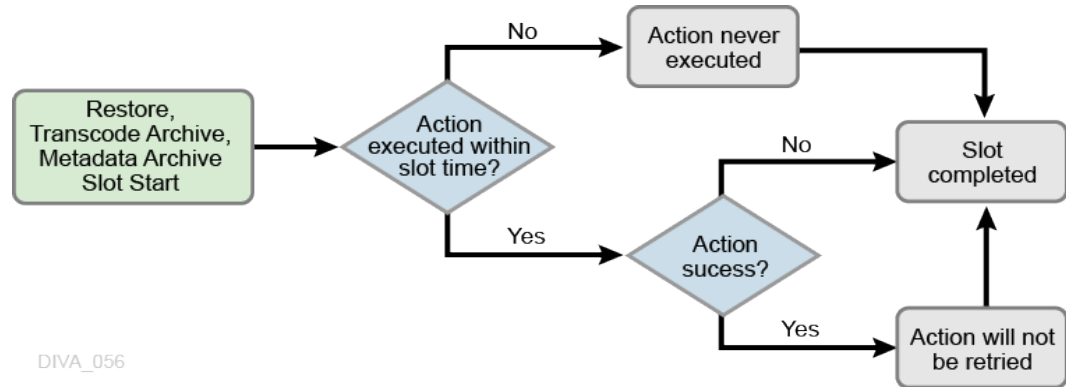 No
Action never
executed
Restore,
Transcode Archive,
Metadata Archive
Slot Start
Action
executed within
slot time?
No
Slot
completed
Yes
Action
sucess?
Yes
Action will not
be retried
DIVA_056